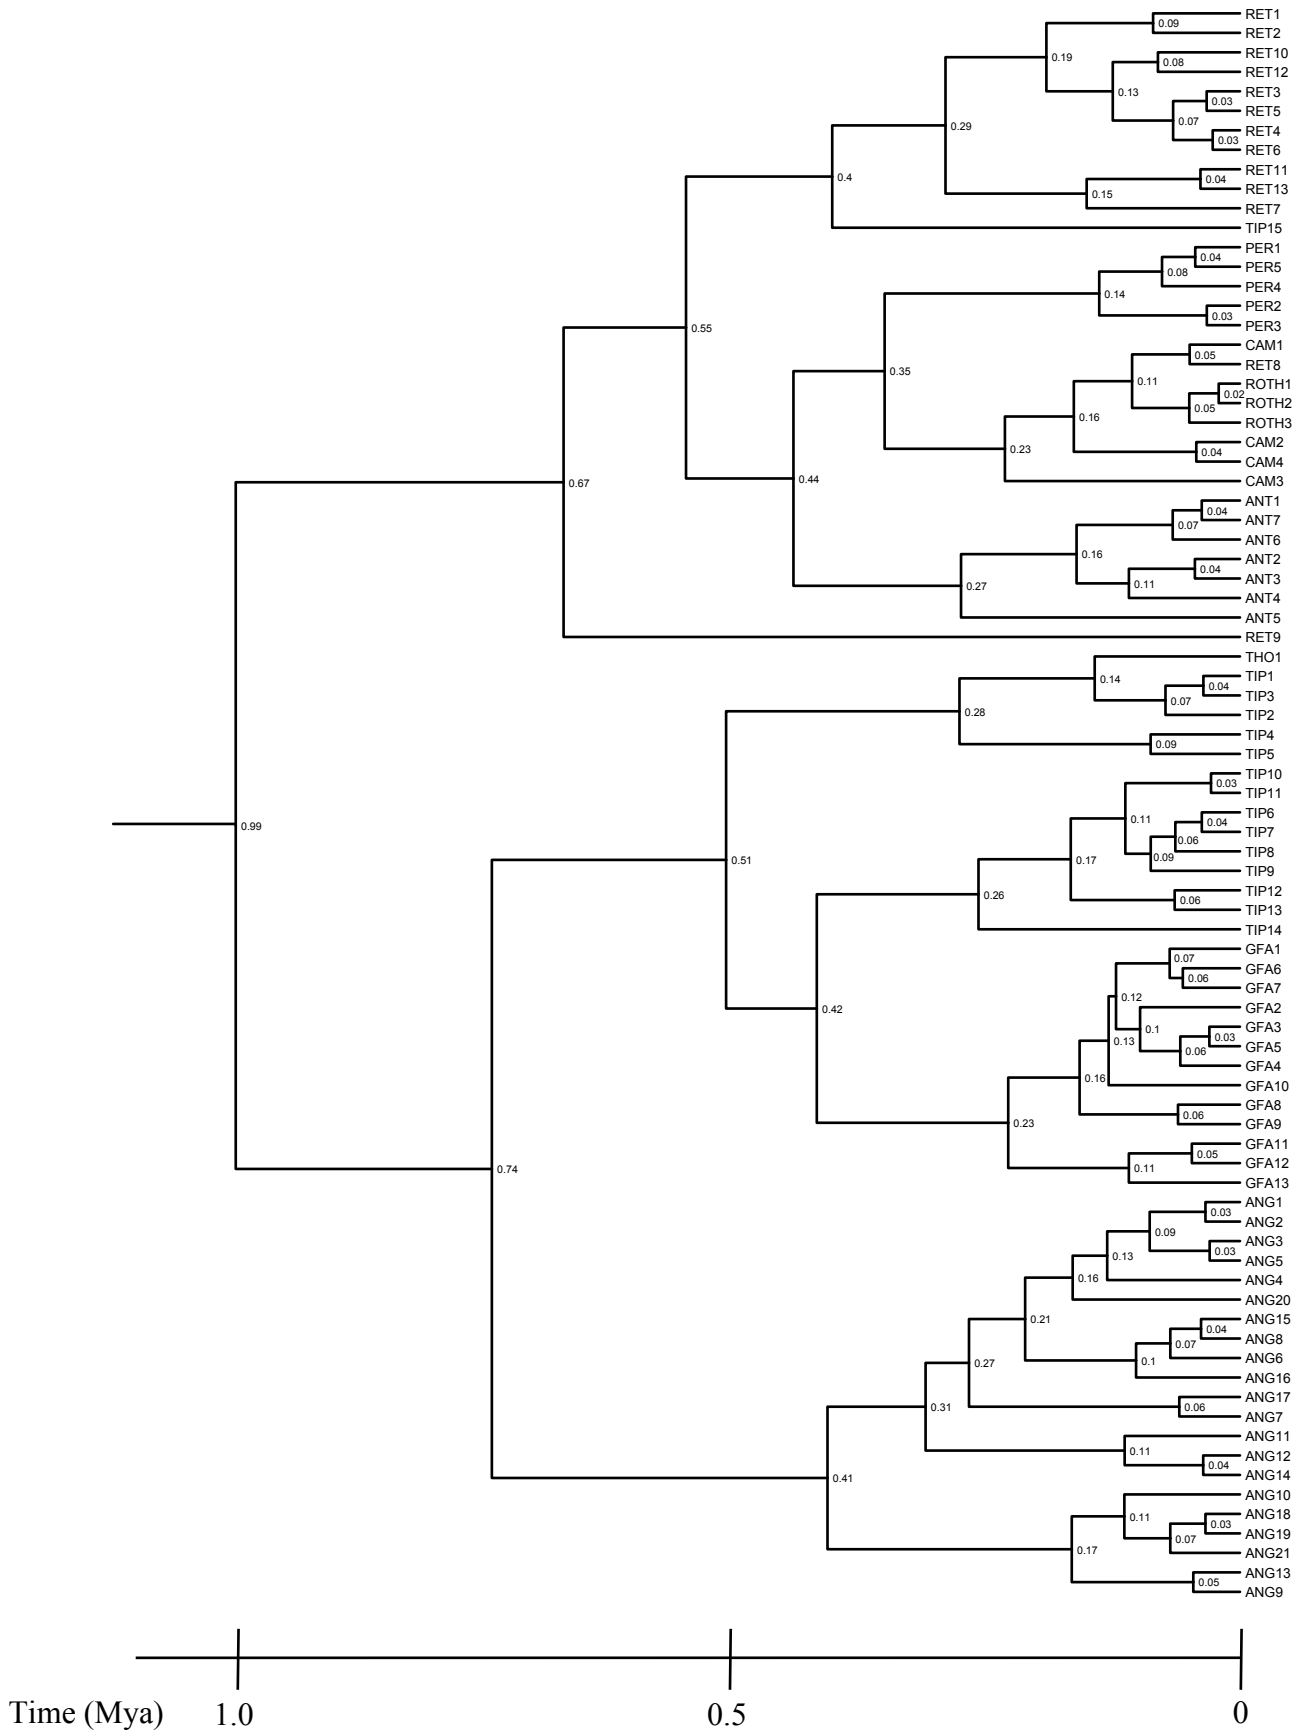 RET1
0.09
RET2
RET10
0.19
0.08
RET12
0.13
RET3
0.03
RET5
0.07
0.29
RET4
0.03
RET6
RET11
0.4
0.04
RET13
0.15
RET7
TIP15
PER1
0.04
PER5
0.08
PER4
0.14
PER2
0.03
PER3
0.55
CAM1
0.05
RET8
0.35
0.11
ROTH1
0.02
ROTH2
0.05
0.16
ROTH3
CAM2
0.23
0.04
CAM4
0.44
CAM3
0.67
ANT1
0.04
ANT7
0.07
ANT6
0.16
ANT2
0.04
ANT3
0.11
0.27
ANT4
ANT5
RET9
THO1
0.14
TIP1
0.04
TIP3
0.07
0.28
TIP2
TIP4
0.09
TIP5
TIP10
0.03
TIP11
TIP6
0.11
0.04
0.99
TIP7
0.06
TIP8
0.09
0.17
0.51
TIP9
TIP12
0.26
0.06
TIP13
TIP14
GFA1
0.07
GFA6
0.06
GFA7
0.12
GFA2
0.42
0.1
GFA3
0.03
GFA5
0.13
0.06
GFA4
0.16
GFA10
GFA8
0.06
GFA9
0.23
GFA11
0.05
GFA12
0.11
0.74
GFA13
ANG1
0.03
ANG2
0.09
ANG3
0.03
ANG5
0.13
0.16
ANG4
ANG20
0.21
ANG15
0.04
ANG8
0.07
ANG6
0.1
0.27
ANG16
ANG17
0.31
0.06
ANG7
ANG11
0.11
ANG12
0.04
ANG14
0.41
ANG10
0.11
ANG18
0.03
ANG19
0.07
0.17
ANG21
ANG13
0.05
ANG9
Time (Mya) 1.0 0.5 0